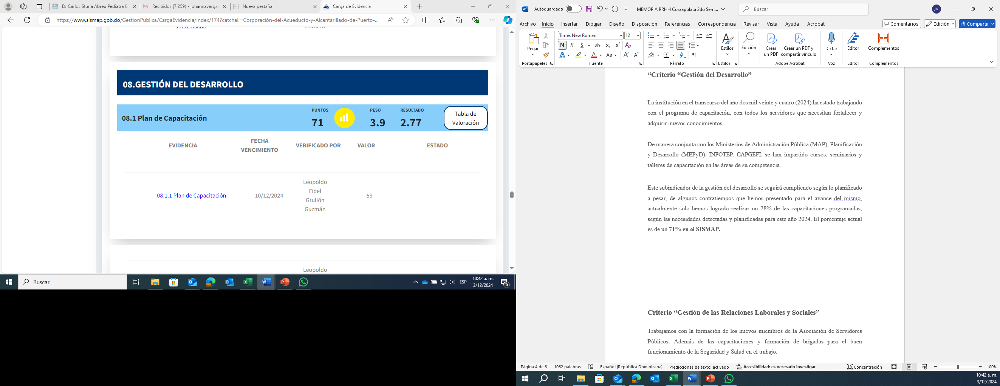 Dr Carlos Sturla Abreu Pediatra En
Recibidos (7.259) - johannavargas
Nueva pestaña
Carga de Evidencia
https://www.sismap.gob.do/GestionPublica/CargaEvidencia/Index/174?catchall=Corporación-del-Acueducto-y-Alcantarillado-de-Puerto-...
ED revisado
Cordero
08.GESTIÓN DEL DESARROLLO
08.1 Plan de Capacitación
PUNTOS
71
PESO
3.9
RESULTADO
2.77
Tabla de
Valoración
EVIDENCIA
FECHA
VENCIMIENTO
VERIFICADO POR
VALOR
ESTADO
08.1.1 Plan de Capacitación
10/12/2024
Leopoldo
Fidel
Grullón
Guzmán
59
Leopoldo
Buscar
ESP
10:42 a. m.
3/12/2024
6
Autoguardado
MEMORIA RRHH Coraapplata 2do Sem...
Buscar
JV
Archivo Inicio Insertar Dibujar Diseño Disposición Referencias Correspondencia Revisar Vista Ayuda Acrobat
Comentarios
Edición
Compartir
Pegar
Portapapeles
Times New Roman
12
N K S ab x₂ x²
A A Aa A A
Fuente
Párrafo
Estilos
Estilos
Edición
Crear
un PDF
Crear un PDF y
compartir vínculo
Adobe Acrobat
Dictar
Voz
Editor
Editor
Complementos
Complementos
“Criterio “Gestión del Desarrollo”
La institución en el transcurso del año dos mil veinte y cuatro (2024) ha estado trabajando
con el programa de capacitación, con todos los servidores que necesitan fortalecer y
adquirir nuevos conocimientos.
De manera conjunta con los Ministerios de Administración Pública (MAP), Planificación
y Desarrollo (MEPyD), INFOTEP, CAPGEFI, se han impartido cursos, seminarios y
talleres de capacitación en las áreas de su competencia.
Este subindicador de la gestión del desarrollo se seguirá cumpliendo según lo planificado
a pesar, de algunos contratiempos que hemos presentado para el avance del mismo,
actualmente solo hemos logrado realizar un 78% de las capacitaciones programadas,
según las necesidades detectadas y planificadas para este año 2024. El porcentaje actual
es de un 71% en el SISMAP.
Criterio “Gestión de las Relaciones Laborales y Sociales”
Trabajamos con la formación de los nuevos miembros de la Asociación de Servidores
Públicos. Además de las capacitaciones y formación de brigadas para el buen
funcionamiento de la Seguridad y Salud en el trabajo.
Página 4 de 6
1062 palabras
Español (República Dominicana)
Predicciones de texto: activado
Accesibilidad: es necesario investigar
Concentración
100%
10:42 a. m.
3/12/2024